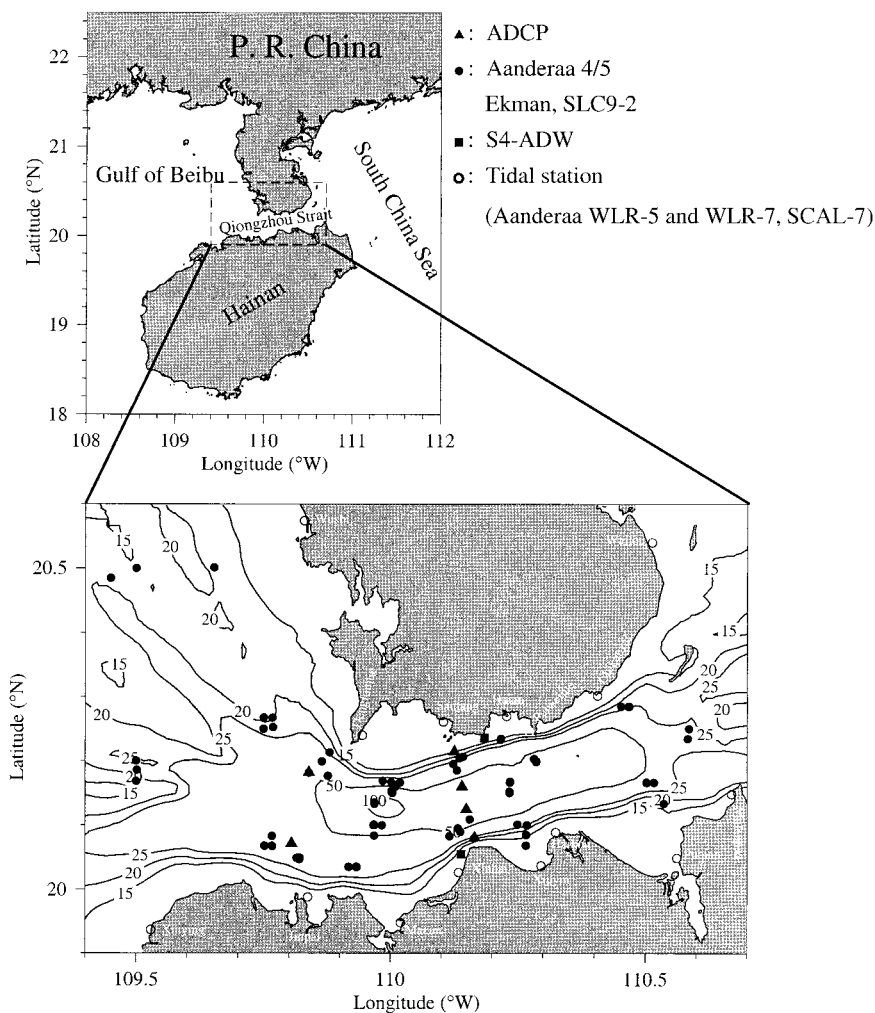 P. R. China
Gulf of Beibu
South China Sea
Qiongzhou Strait
Hainan
22
21
20
19
18
Latitude (°N)
108
109
110
111
112
Longitude (°W)
▲: ADCP
●: Aanderaa 4/5
Ekman, SLC9-2
■: S4-ADW
○: Tidal station
(Aanderaa WLR-5 and WLR-7, SCAL-7)
15
20
20
15
20
25
25
15
20
15
15
15
20
25
20
50
100
25
20
15
25
20
15
20.5
20
Latitude (°N)
109.5
110
110.5
Longitude (°W)